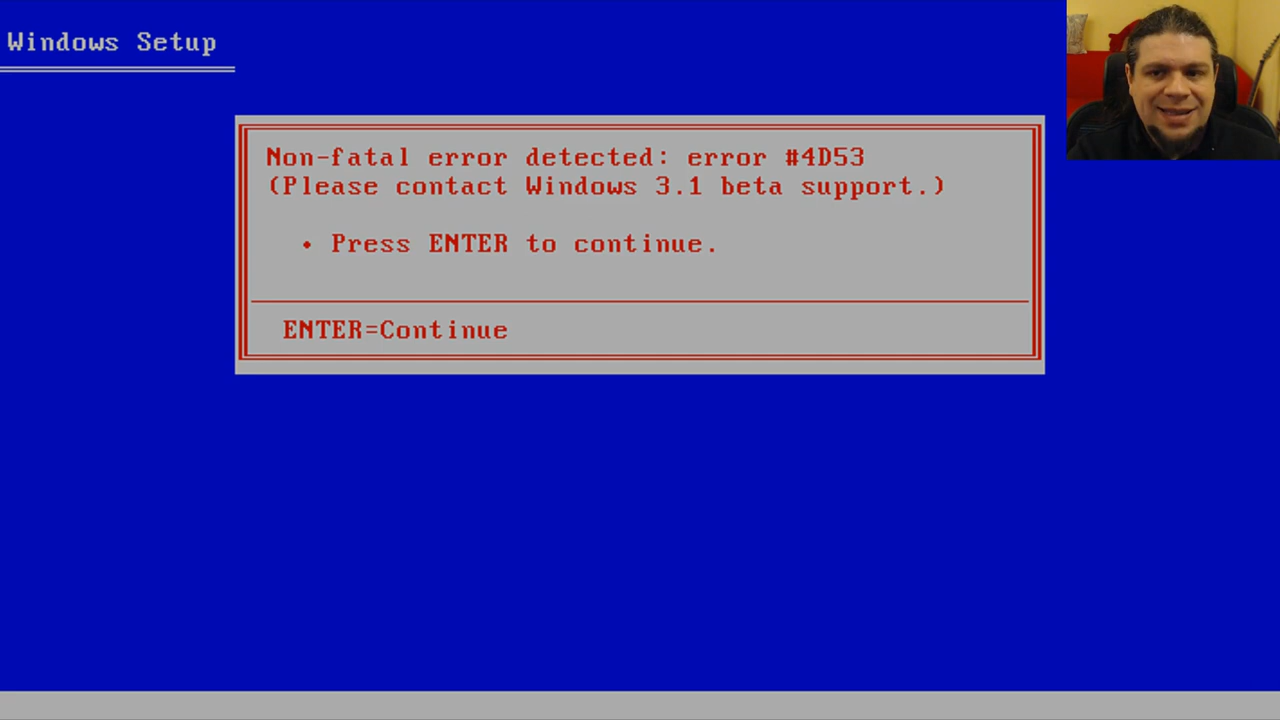 Windows Setup
Non-fatal error detected: error #4D53
(Please contact Windows 3.1 beta support.)
• Press ENTER to continue.
ENTER=Continue